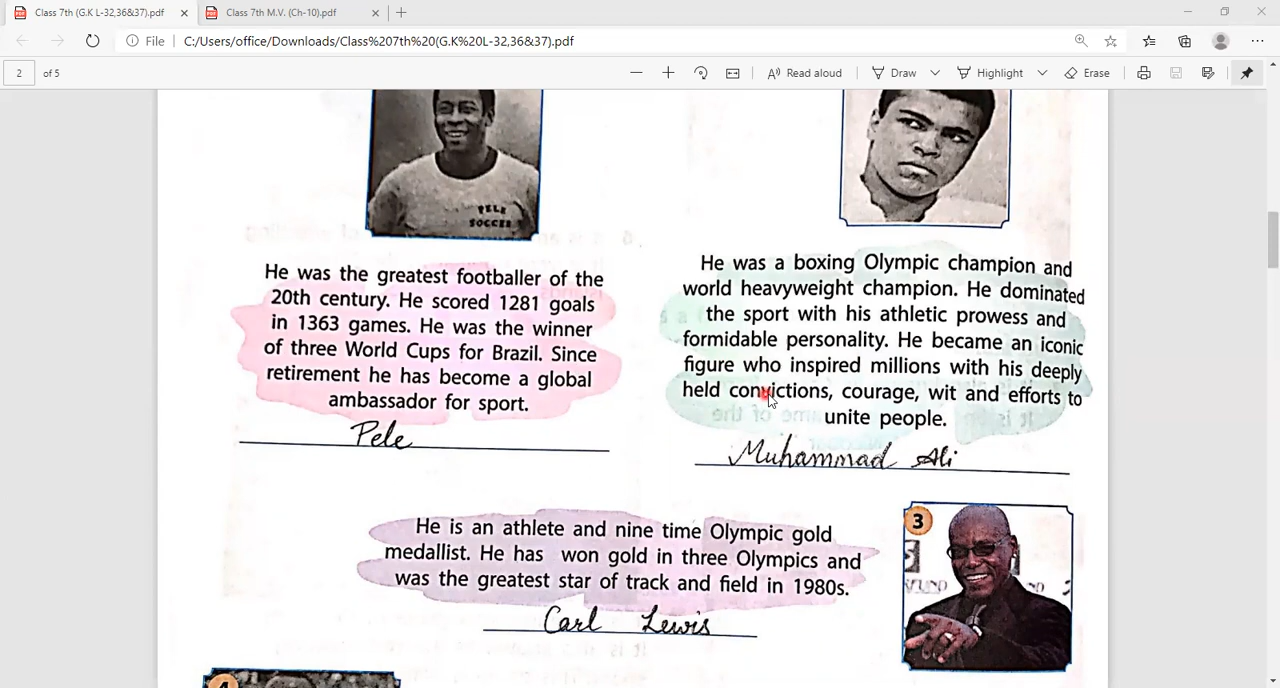 Class 7th (G.K L-32,36&37).pdf
Class 7th M.V. (Ch-10).pdf
File
C:/Users/office/Downloads/Class%207th%20(G.K%20L-32,36&37).pdf
2 of 5
Read aloud
Draw
Highlight
Erase
PELE
SOCCER
He was the greatest footballer of the
20th century. He scored 1281 goals
in 1363 games. He was the winner
of three World Cups for Brazil. Since
retirement he has become a global
ambassador for sport.
Pele
He was a boxing Olympic champion and
world heavyweight champion. He dominated
the sport with his athletic prowess and
formidable personality. He became an iconic
figure who inspired millions with his deeply
held convictions, courage, wit and efforts to
unite people.
Muhammad Ali
He is an athlete and nine time Olympic gold
medallist. He has won gold in three Olympics and
was the greatest star of track and field in 1980s.
Carl Lewis
3
4